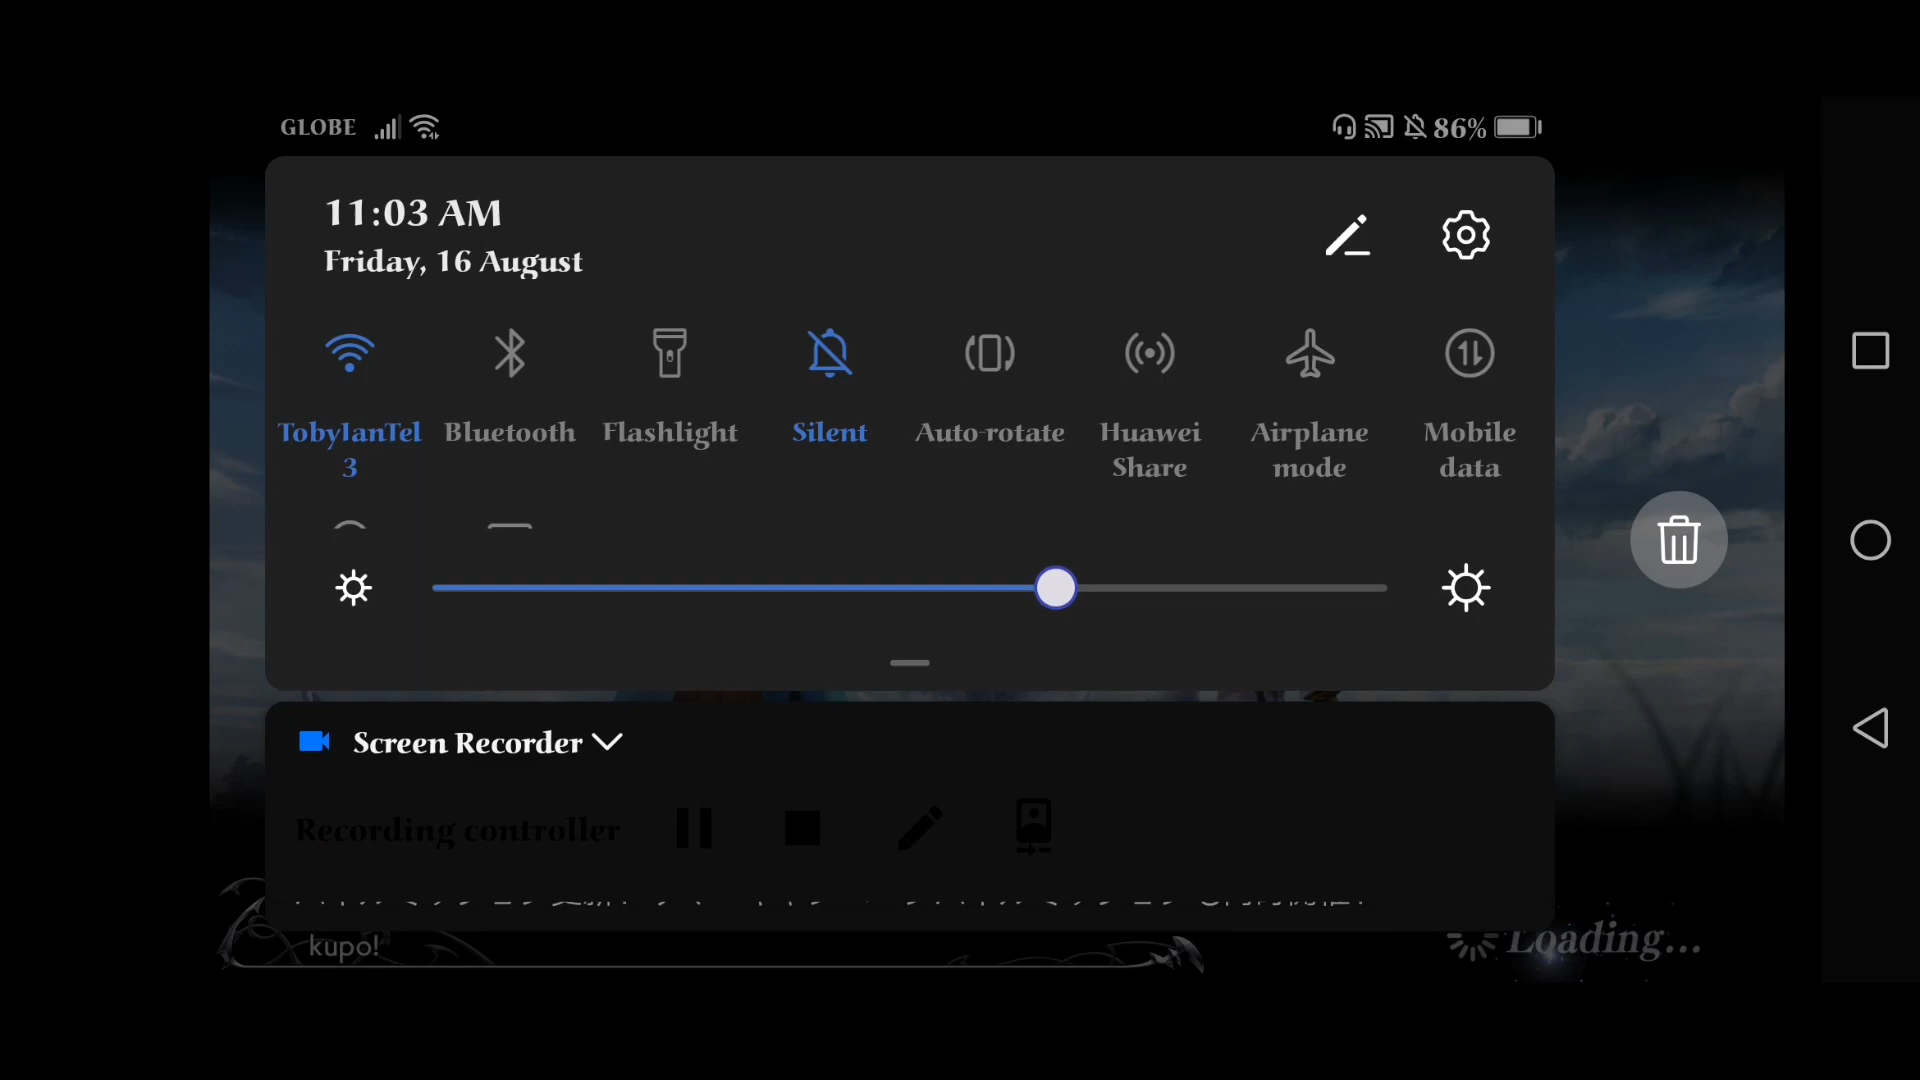 GLOBE
86%
11:03 AM
Friday, 16 August
TobyIanTel
3
Bluetooth
Flashlight
Silent
Auto-rotate
Huawei
Share
Airplane
mode
Mobile
data
Screen Recorder
Recording controller
kupo!
Loading...